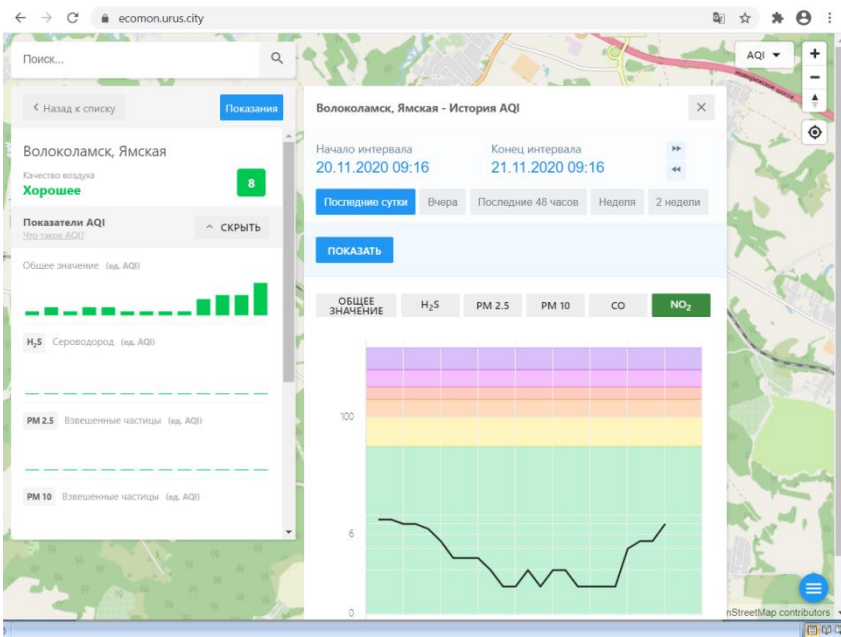 ecomon.urus.city
Поиск...
AQI
Назад к списку
Показания
Волоколамск, Ямская
Качество воздуха
Хорошее
8
Показатели AQI
Что такое AQI?
СКРЫТЬ
Общее значение (ед. AQI)
H₂S Сероводород (ед. AQI)
PM 2.5 Взвешенные частицы (ед. AQI)
PM 10 Взвешенные частицы (ед. AQI)
Волоколамск, Ямская - История AQI
Начало интервала
Конец интервала
20.11.2020 09:16
21.11.2020 09:16
Последние сутки
Вчера
Последние 48 часов
Неделя
2 недели
ПОКАЗАТЬ
ОБЩЕЕ
ЗНАЧЕНИЕ
H₂S
PM 2.5
PM 10
CO
NO₂
100
6
0
nStreetMap contributors